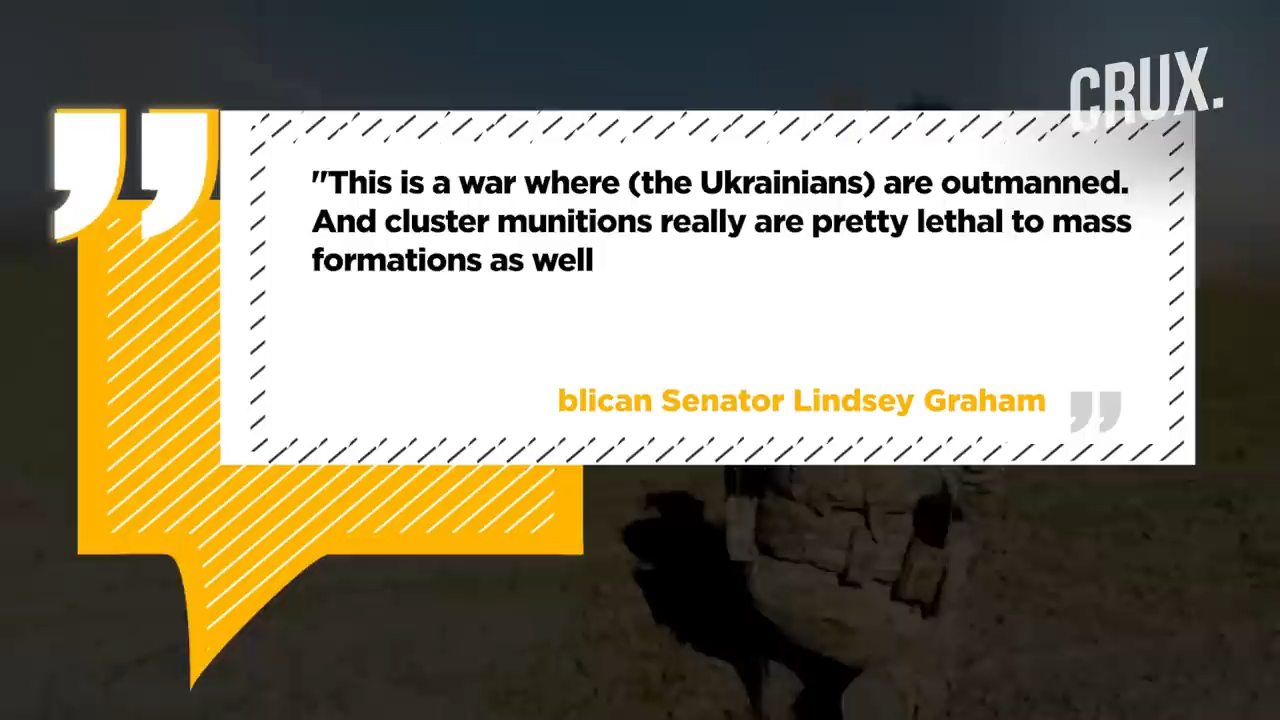 CRUX.
"This is a war where (the Ukrainians) are outmanned.
And cluster munitions really are pretty lethal to mass
formations as well
blican Senator Lindsey Graham